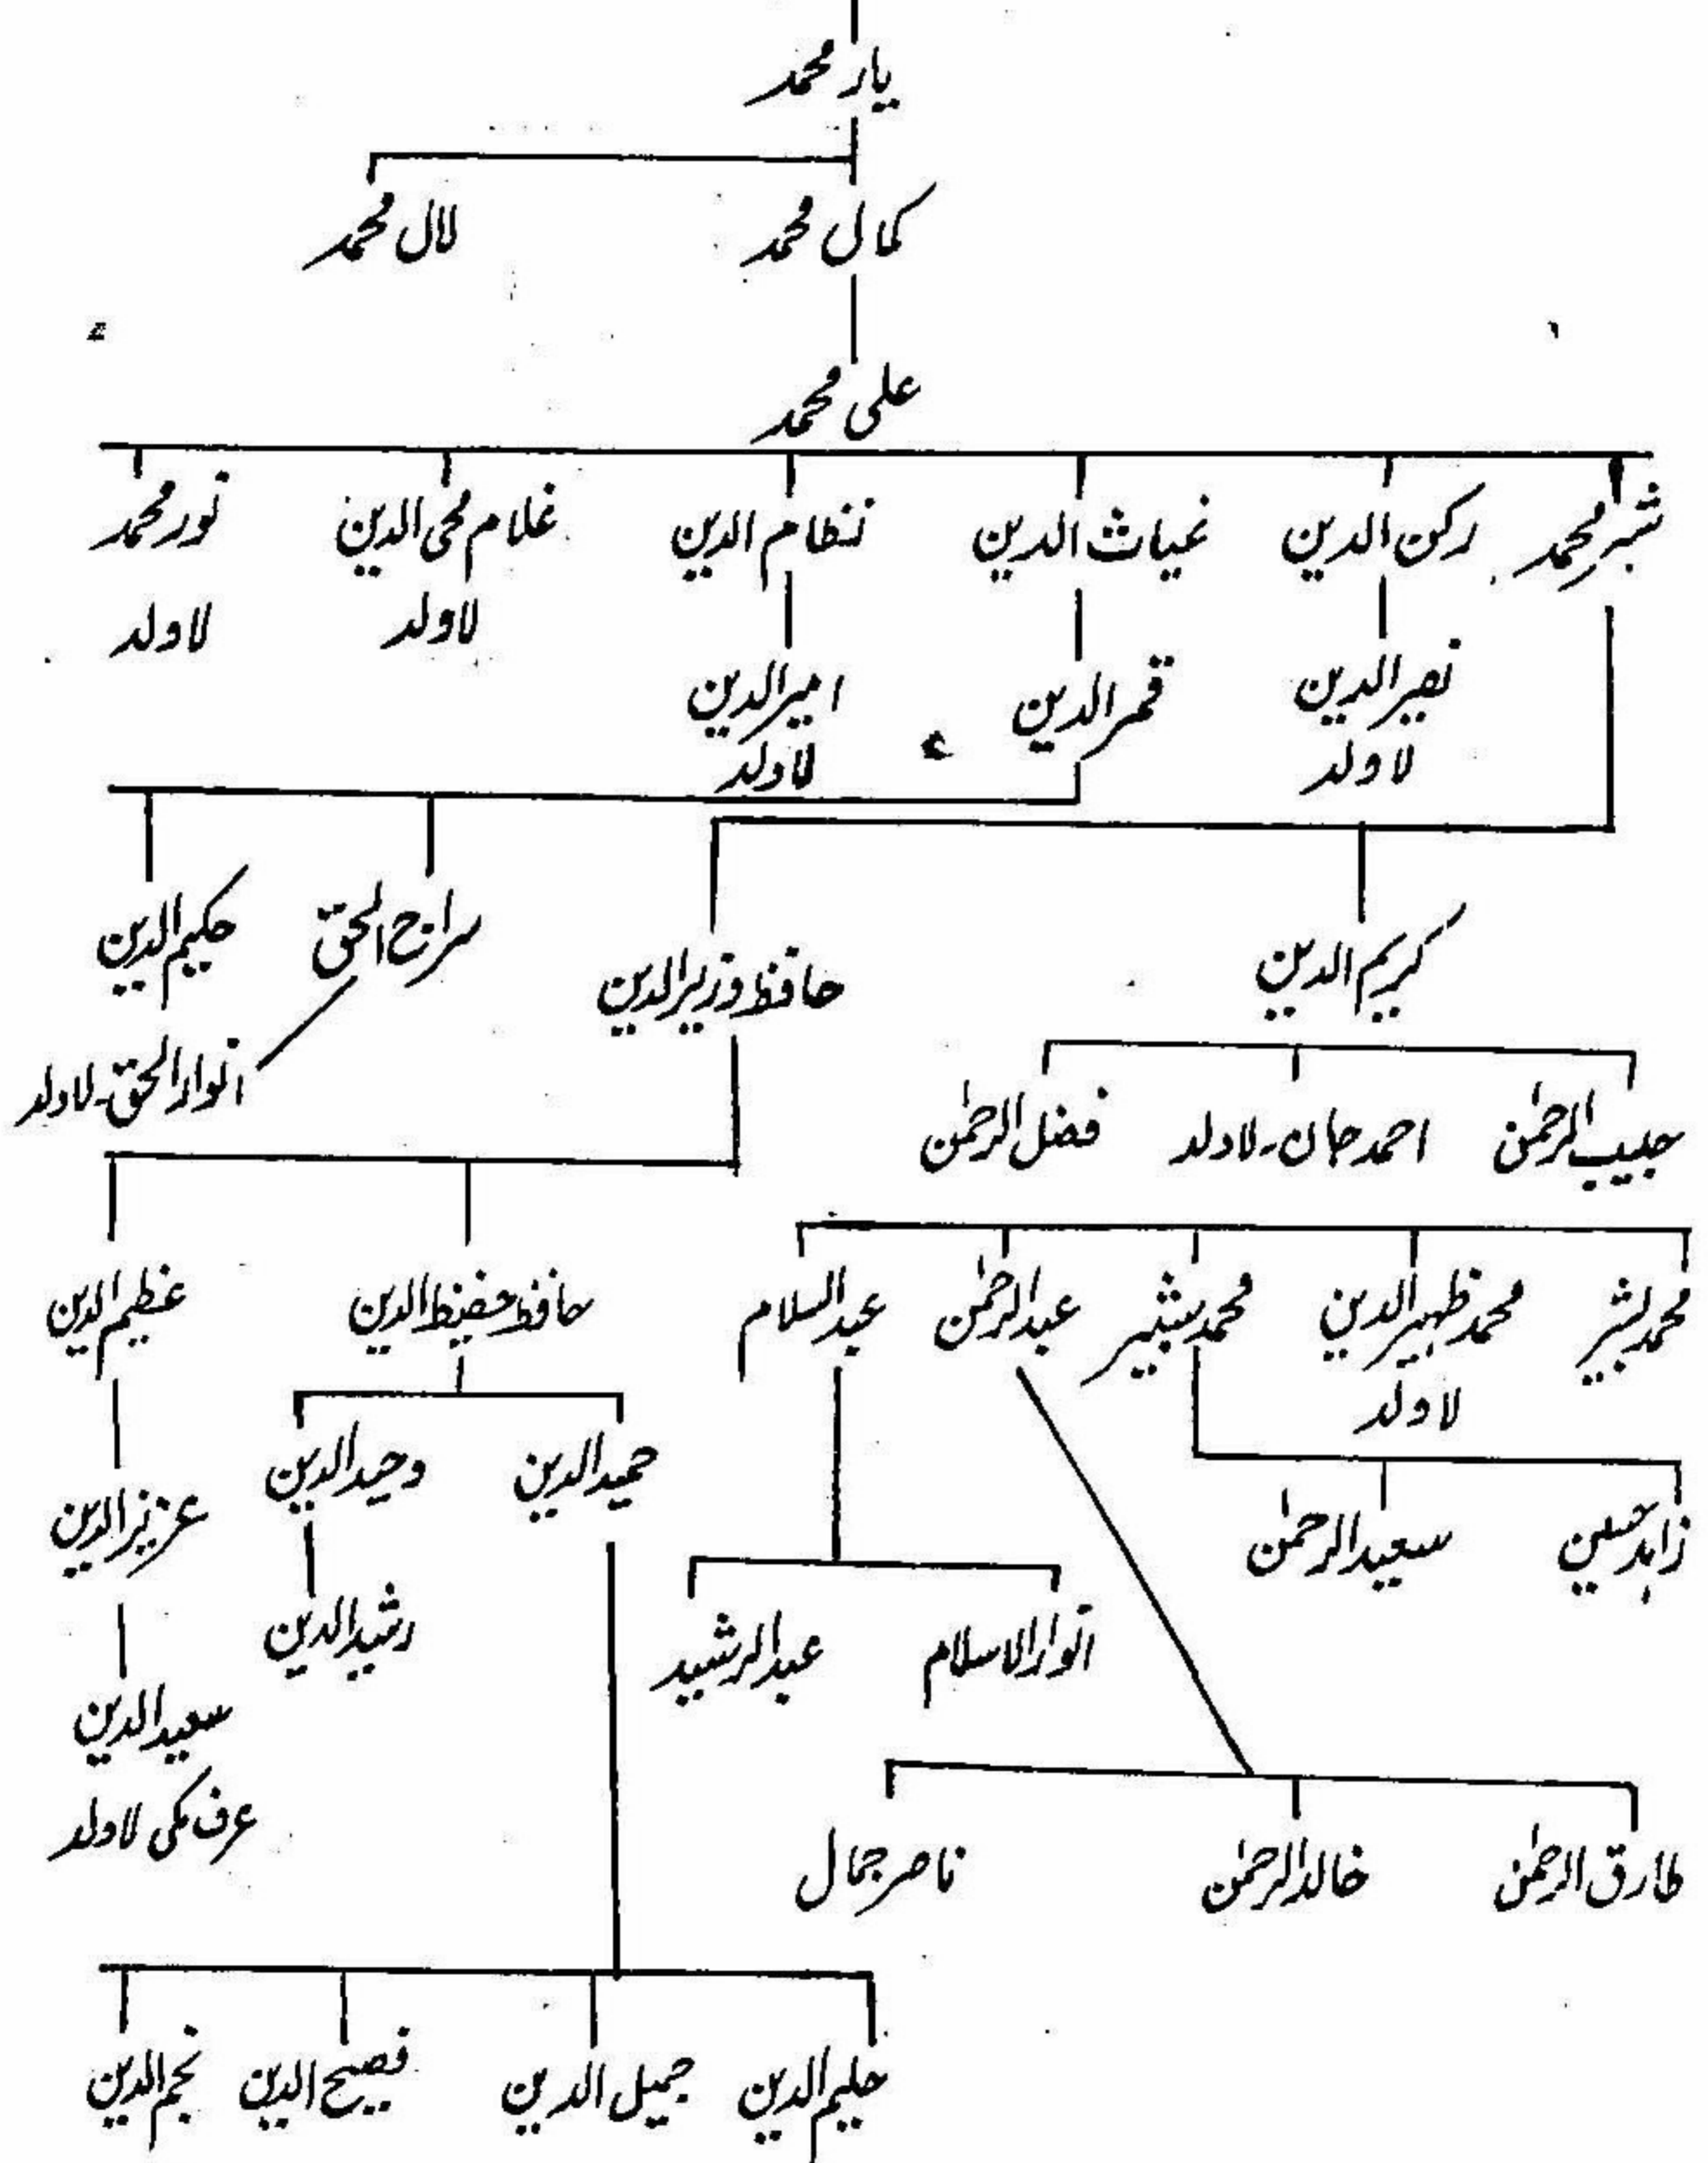 یار محمد
کمال محمد لال محمد
علی محمد
شیر محمد رکن الدین غیاث الدین نظام الدین غلام محی الدین نور محمد
لاولد لاولد
نصیر الدین قمر الدین امیر الدین
لاولد لاولد
کریم الدین حافظ وزیر الدین سراج الحق حکیم الدین
انوار الحق۔لاولد
حبیب الرحمٰن احمد جان۔لاولد فضل الرحمٰن
محمد بشر محمد ظہیر الدین محمد بشیر عبد الرحمٰن عبد السلام حافظ حفیظ الدین عظیم الدین
لاولد
حمید الدین وحید الدین
زاہد حسین سعید الرحمٰن عزیز الدین
انوار الاسلام عبد الرشید رشید الدین
سعید الدین
عرف مکی لاولد
طارق الرحمٰن خالد الرحمٰن ناصر جمال
حلیم الدین جمیل الدین فصیح الدین نجم الدین